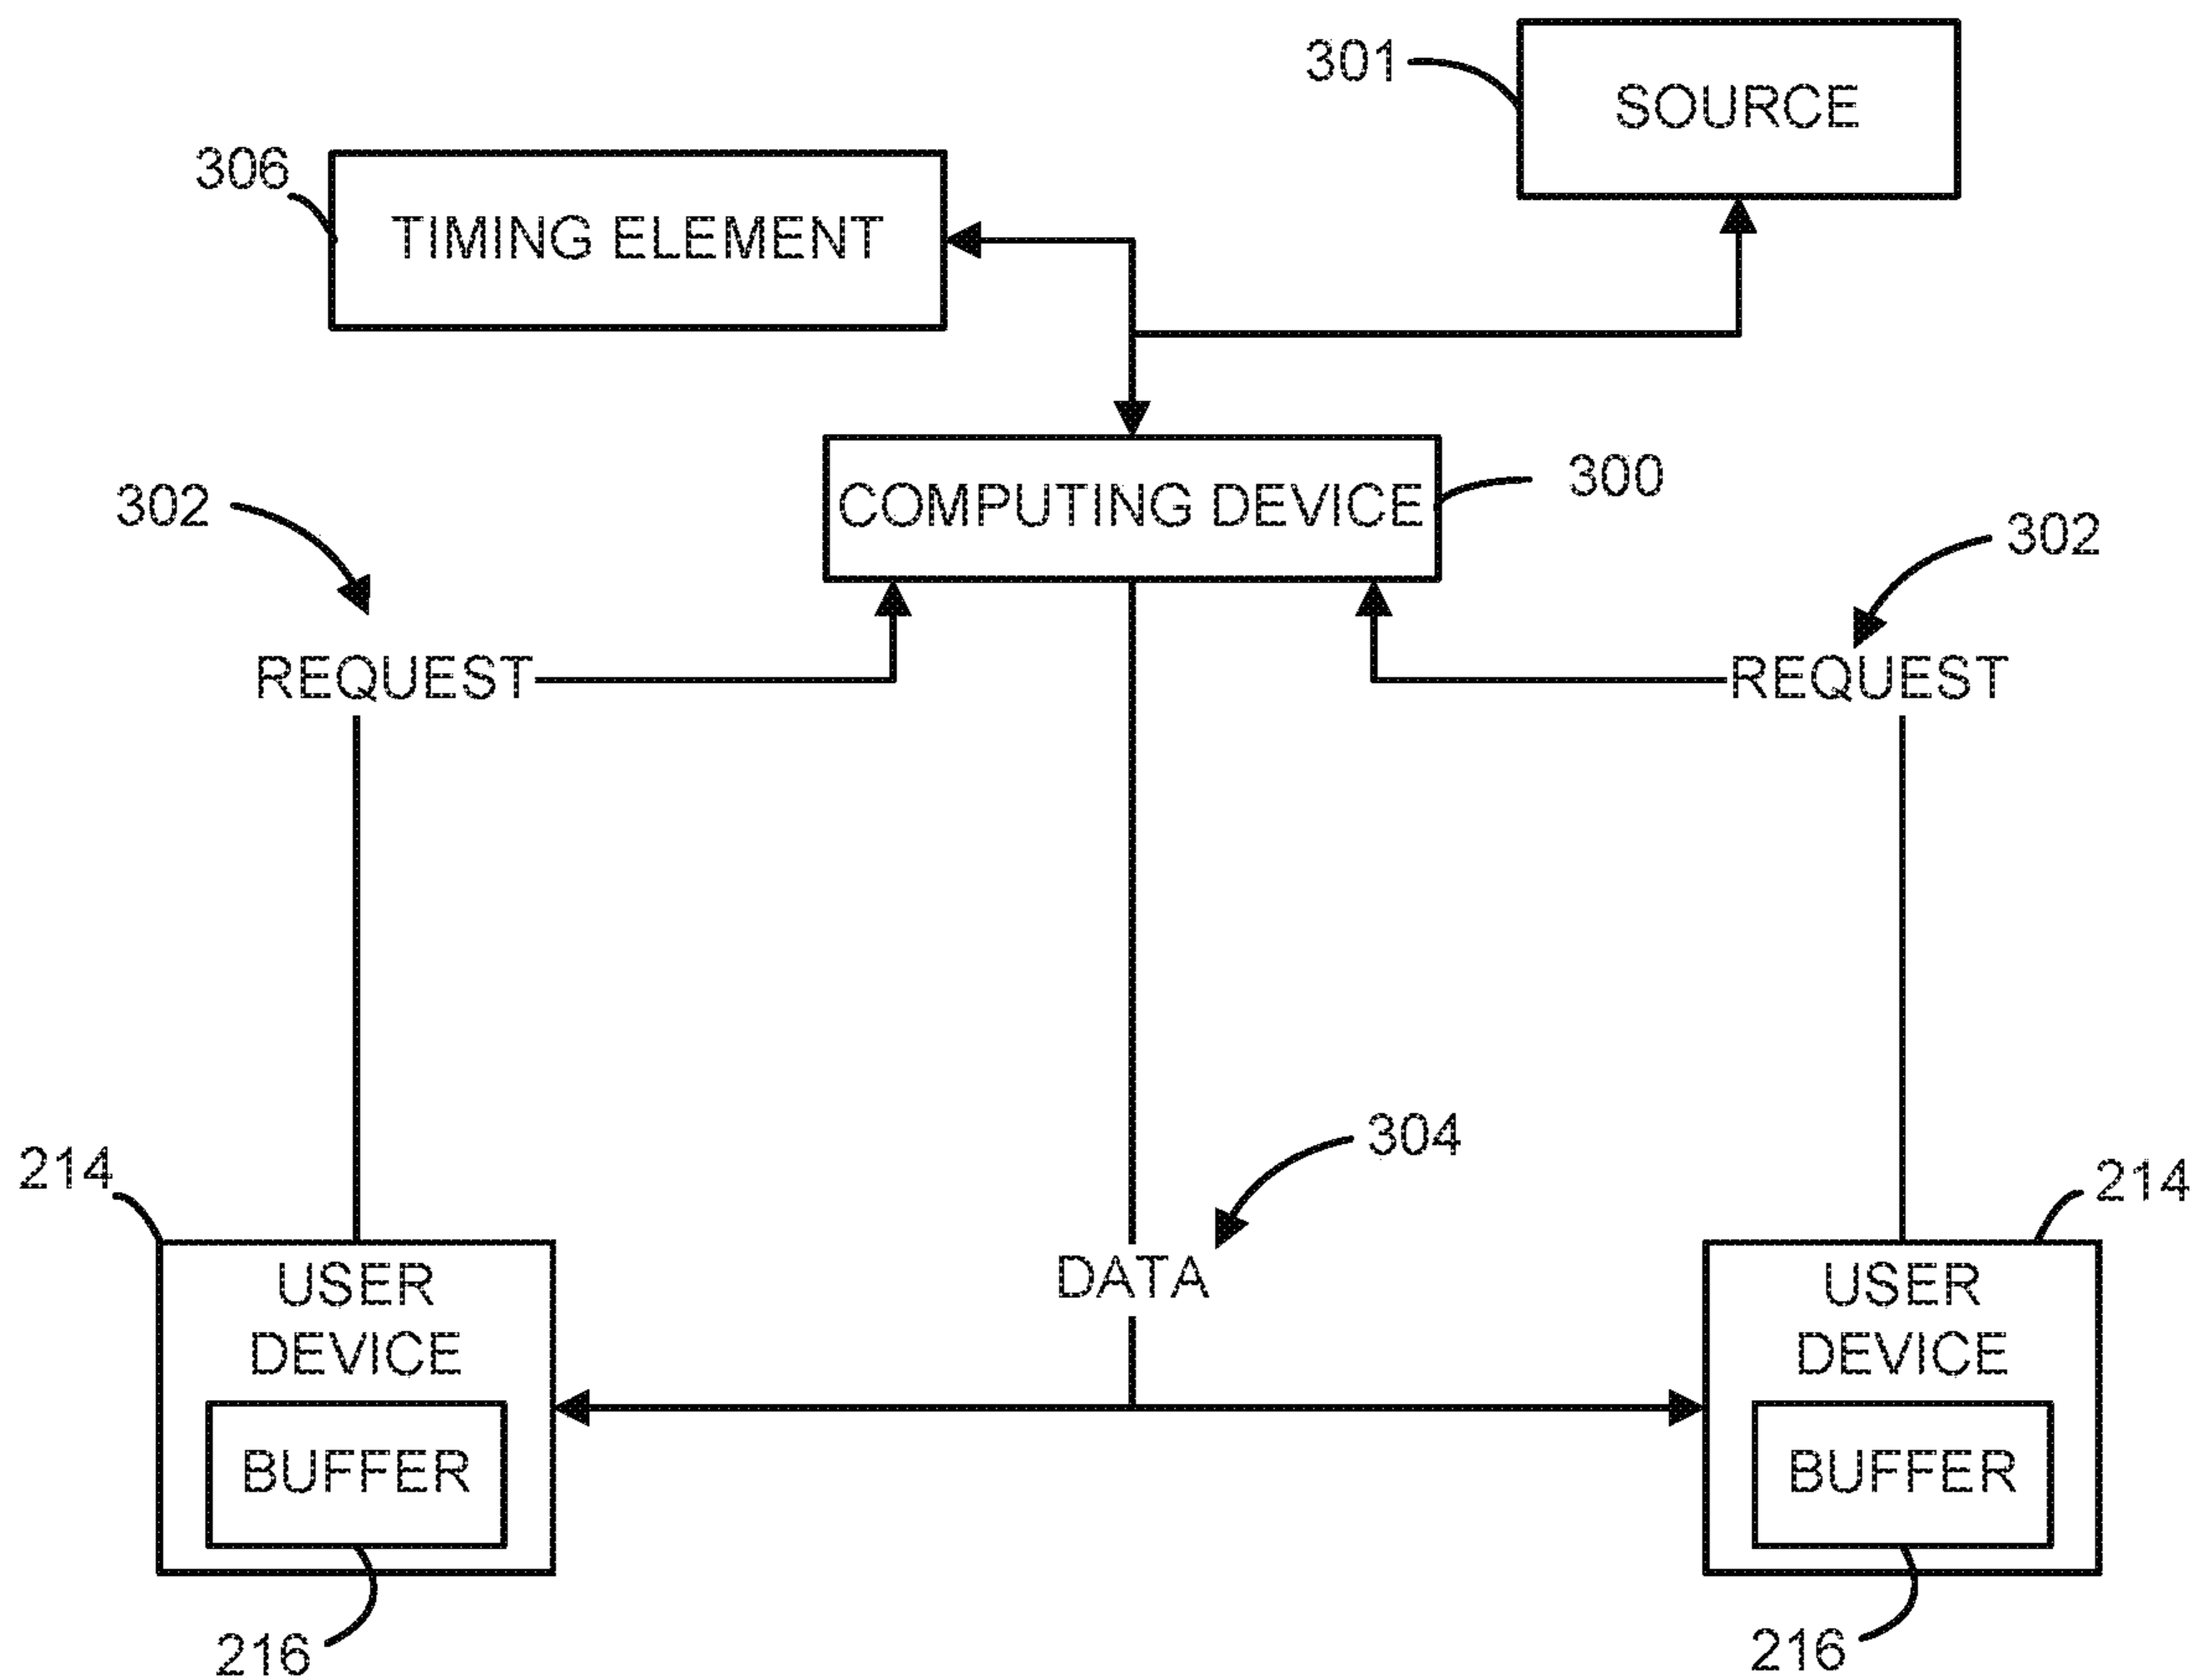 301
SOURCE
306
TIMING ELEMENT
300
COMPUTING DEVICE
302
302
REQUEST
REQUEST
304
214
214
USER
DEVICE
DATA
USER
DEVICE
BUFFER
BUFFER
216
216